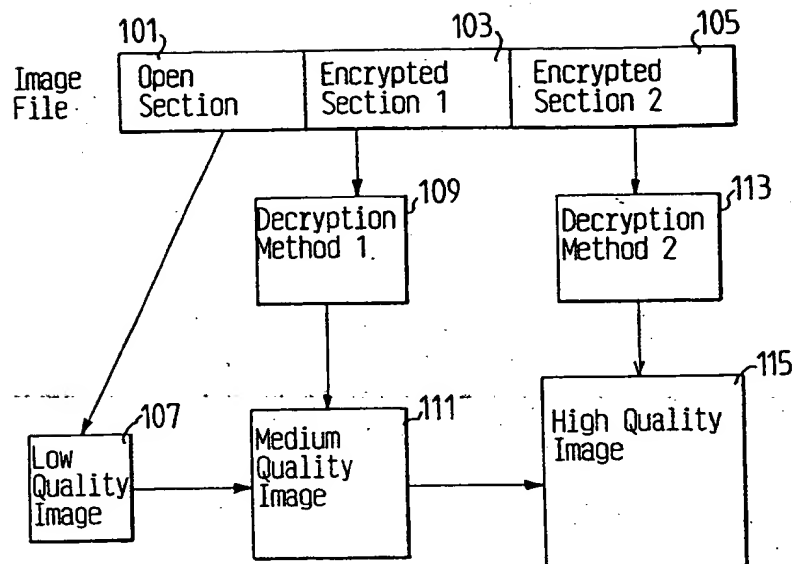 101
103
105
Image
File
Open
Section
Encrypted
Section 1
Encrypted
Section 2
109
113
Decryption
Method 1.
Decryption
Method 2
107
111
115
Low
Quality
Image
Medium
Quality
Image
High Quality
Image